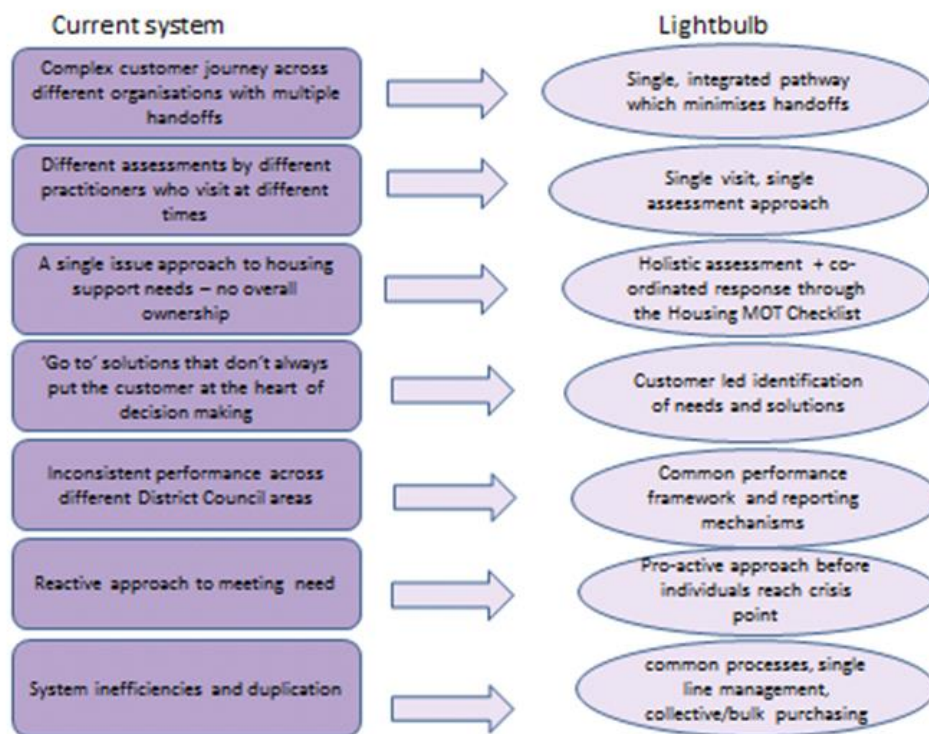 Current system
Lightbulb
Complex customer journey across
different organisations with multiple
handoffs
Single, integrated pathway
which minimises handoffs
Different assessments by different
practitioners who visit at different
times
Single visit, single
assessment approach
A single issue approach to housing
support needs – no overall
ownership
Holistic assessment + co-
ordinated response through
the Housing MOT Checklist
'Go to' solutions that don't always
put the customer at the heart of
decision making
Customer led identification
of needs and solutions
Inconsistent performance across
different District Council areas
Common performance
framework and reporting
mechanisms
Reactive approach to meeting need
Pro-active approach before
individuals reach crisis
point
System inefficiencies and duplication
common processes, single
line management,
collective/bulk purchasing